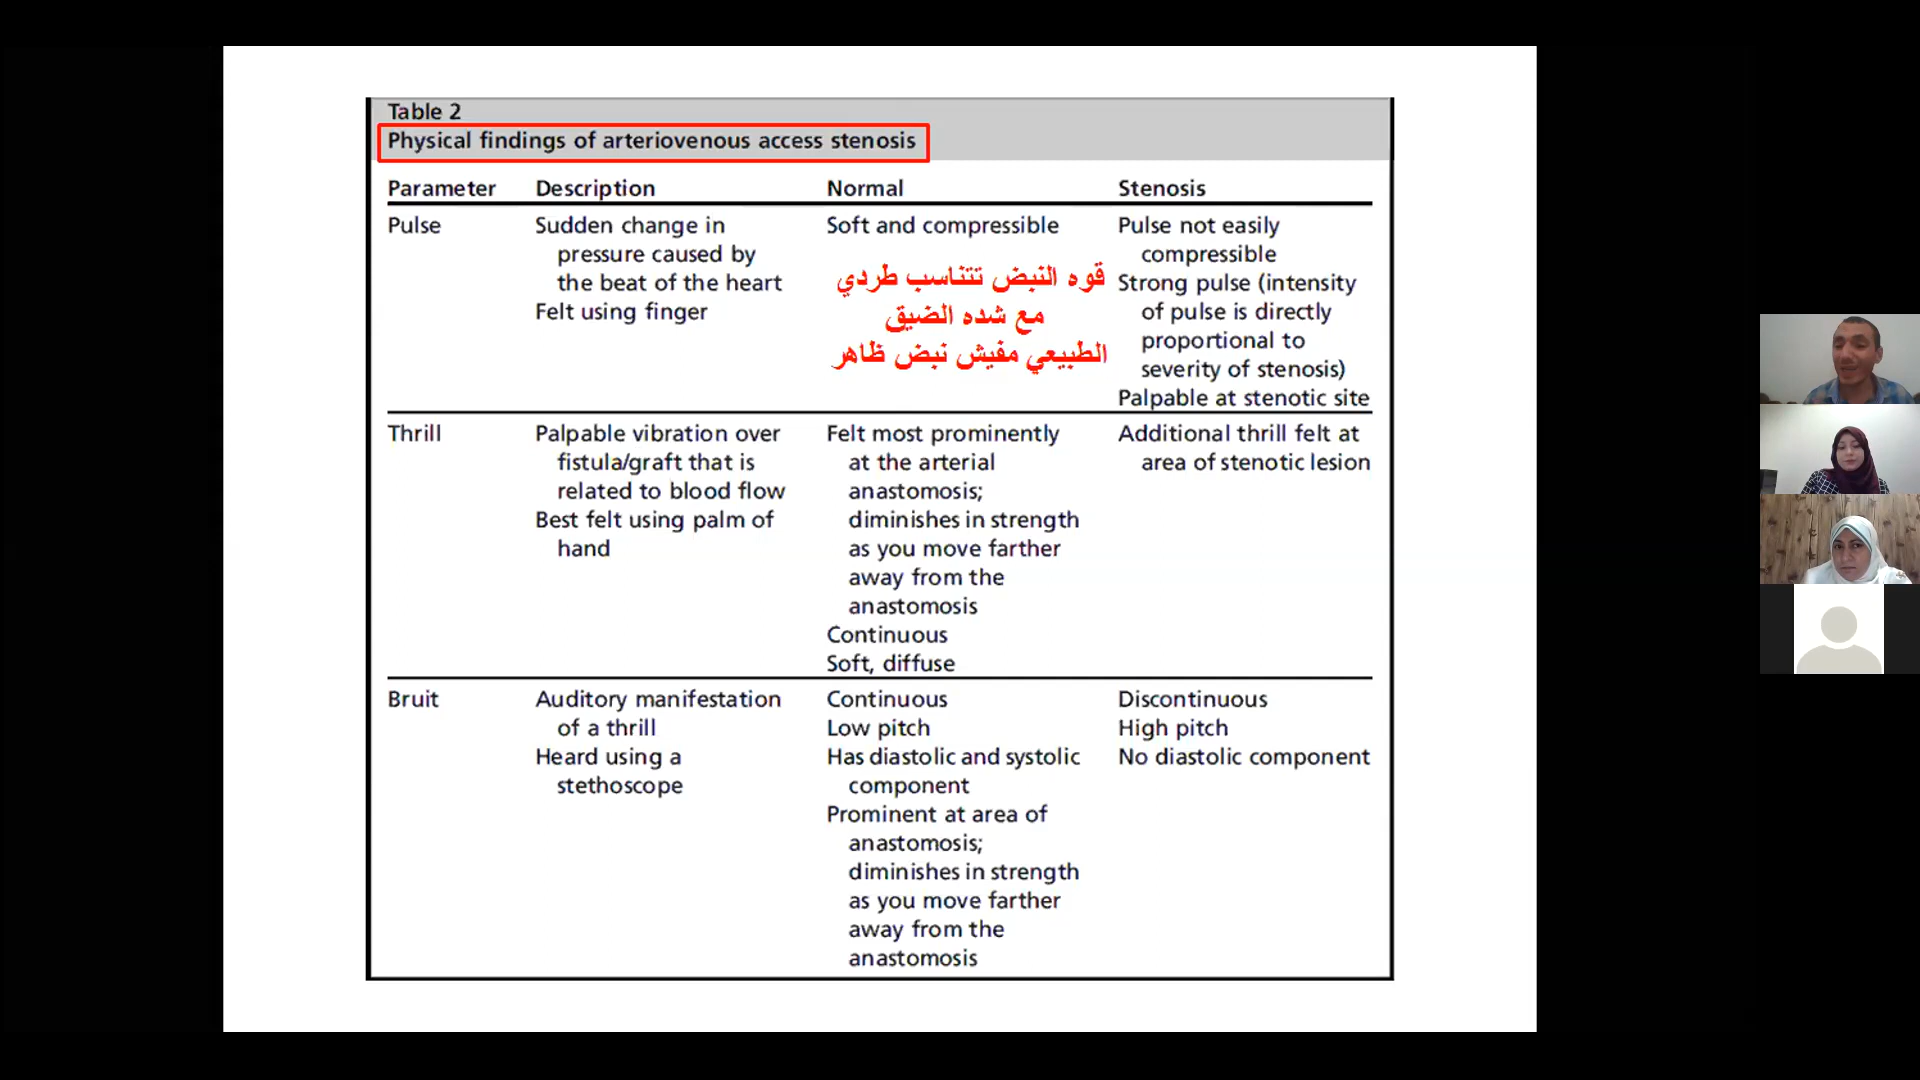 Table 2
Physical findings of arteriovenous access stenosis
Parameter Description Normal Stenosis
Pulse
Sudden change in
pressure caused by
the beat of the heart
Felt using finger
Soft and compressible
قوه النبض تتناسب طردي
مع شده الضيق
الطبيعي مفيش نبض ظاهر
Pulse not easily
compressible
Strong pulse (intensity
of pulse is directly
proportional to
severity of stenosis)
Palpable at stenotic site
Thrill
Palpable vibration over
fistula/graft that is
related to blood flow
Best felt using palm of
hand
Felt most prominently
at the arterial
anastomosis;
diminishes in strength
as you move farther
away from the
anastomosis
Continuous
Soft, diffuse
Additional thrill felt at
area of stenotic lesion
Bruit
Auditory manifestation
of a thrill
Heard using a
stethoscope
Continuous
Low pitch
Has diastolic and systolic
component
Prominent at area of
anastomosis;
diminishes in strength
as you move farther
away from the
anastomosis
Discontinuous
High pitch
No diastolic component